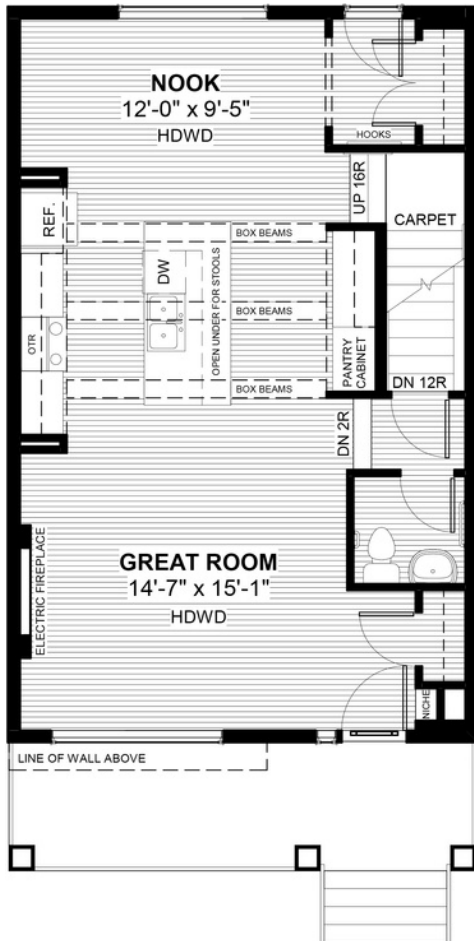 NOOK
12'-0" x 9'-5"
HDWD
HOOKS
UP 16R
CARPET
REF.
BOX BEAMS
DW
OPEN UNDER FOR STOOLS
BOX BEAMS
OTR
PANTRY
CABINET
BOX BEAMS
DN 12R
DN 2R
ELECTRIC FIREPLACE
GREAT ROOM
14'-7" x 15'-1"
HDWD
NICHE
LINE OF WALL ABOVE